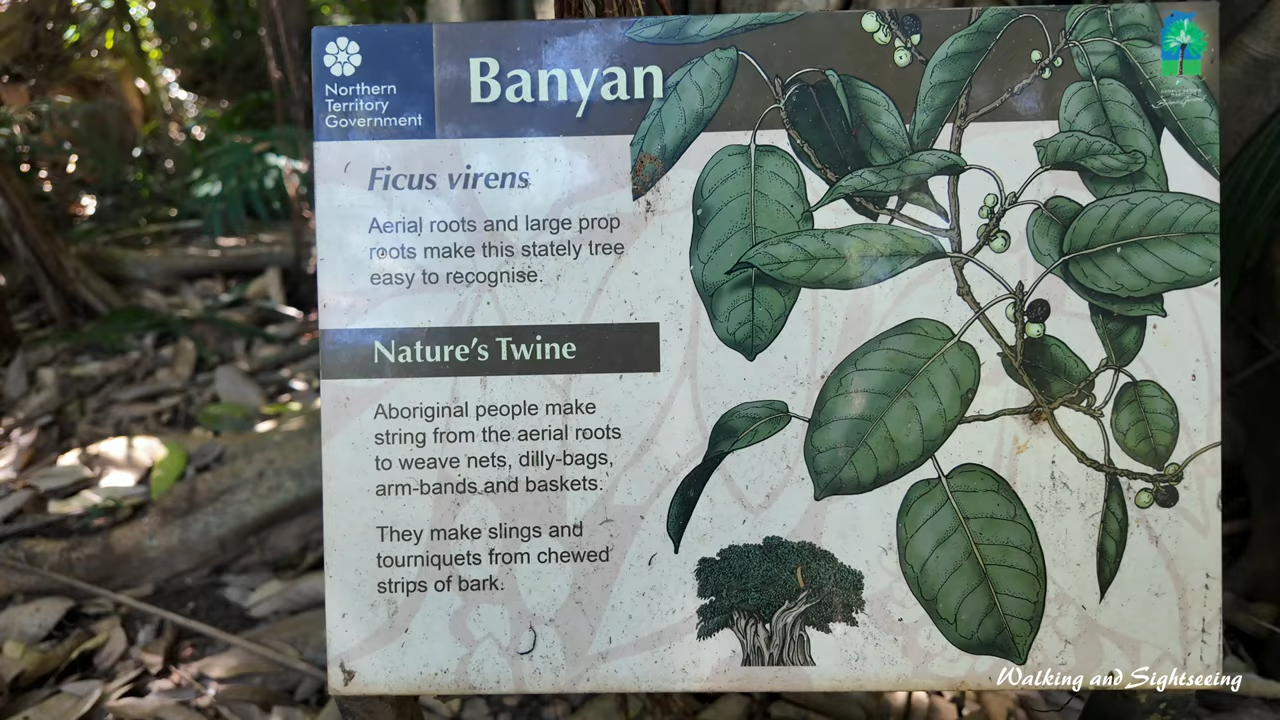 Northern
Territory
Government
Banyan
Ficus virens
Aerial roots and large prop
roots make this stately tree
easy to recognise.
Nature's Twine
Aboriginal people make
string from the aerial roots
to weave nets, dilly-bags,
arm-bands and baskets.
They make slings and
tourniquets from chewed
strips of bark.
Walking and Sightseeing